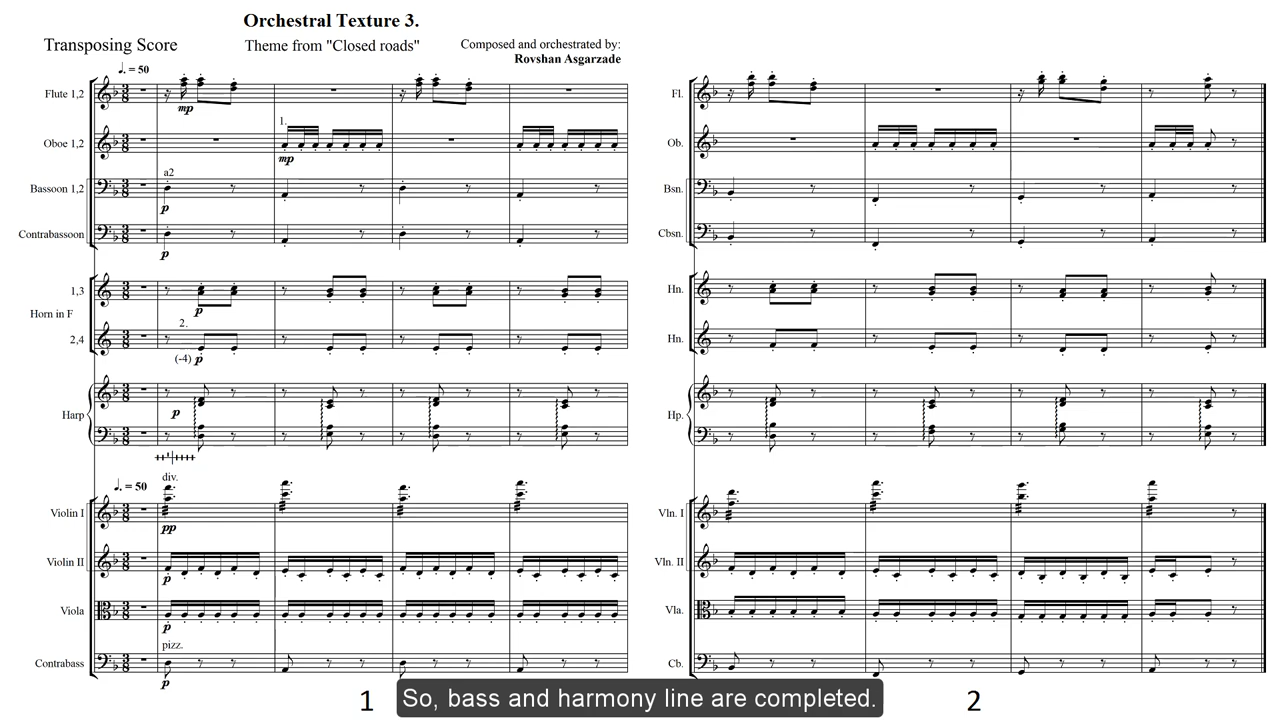 Orchestral Texture 3.
Transposing Score
Theme from "Closed roads"
Composed and orchestrated by:
Rovshan Asgarzade
♩. = 50
Flute 1,2
mp
Fl.
1.
Oboe 1,2
mp
Ob.
a2
Bassoon 1,2
p
Bsn.
Contrabassoon
p
Cbsn.
1,3
p
Hn.
Horn in F
2.
2,4
(-4) p
Hn.
Harp
p
Hp.
♩. = 50
div.
Violin I
pp
Vln. I
Violin II
p
Vln. II
Viola
p
Vla.
pizz.
Contrabass
p
Cb.
1
So, bass and harmony line are completed.
2